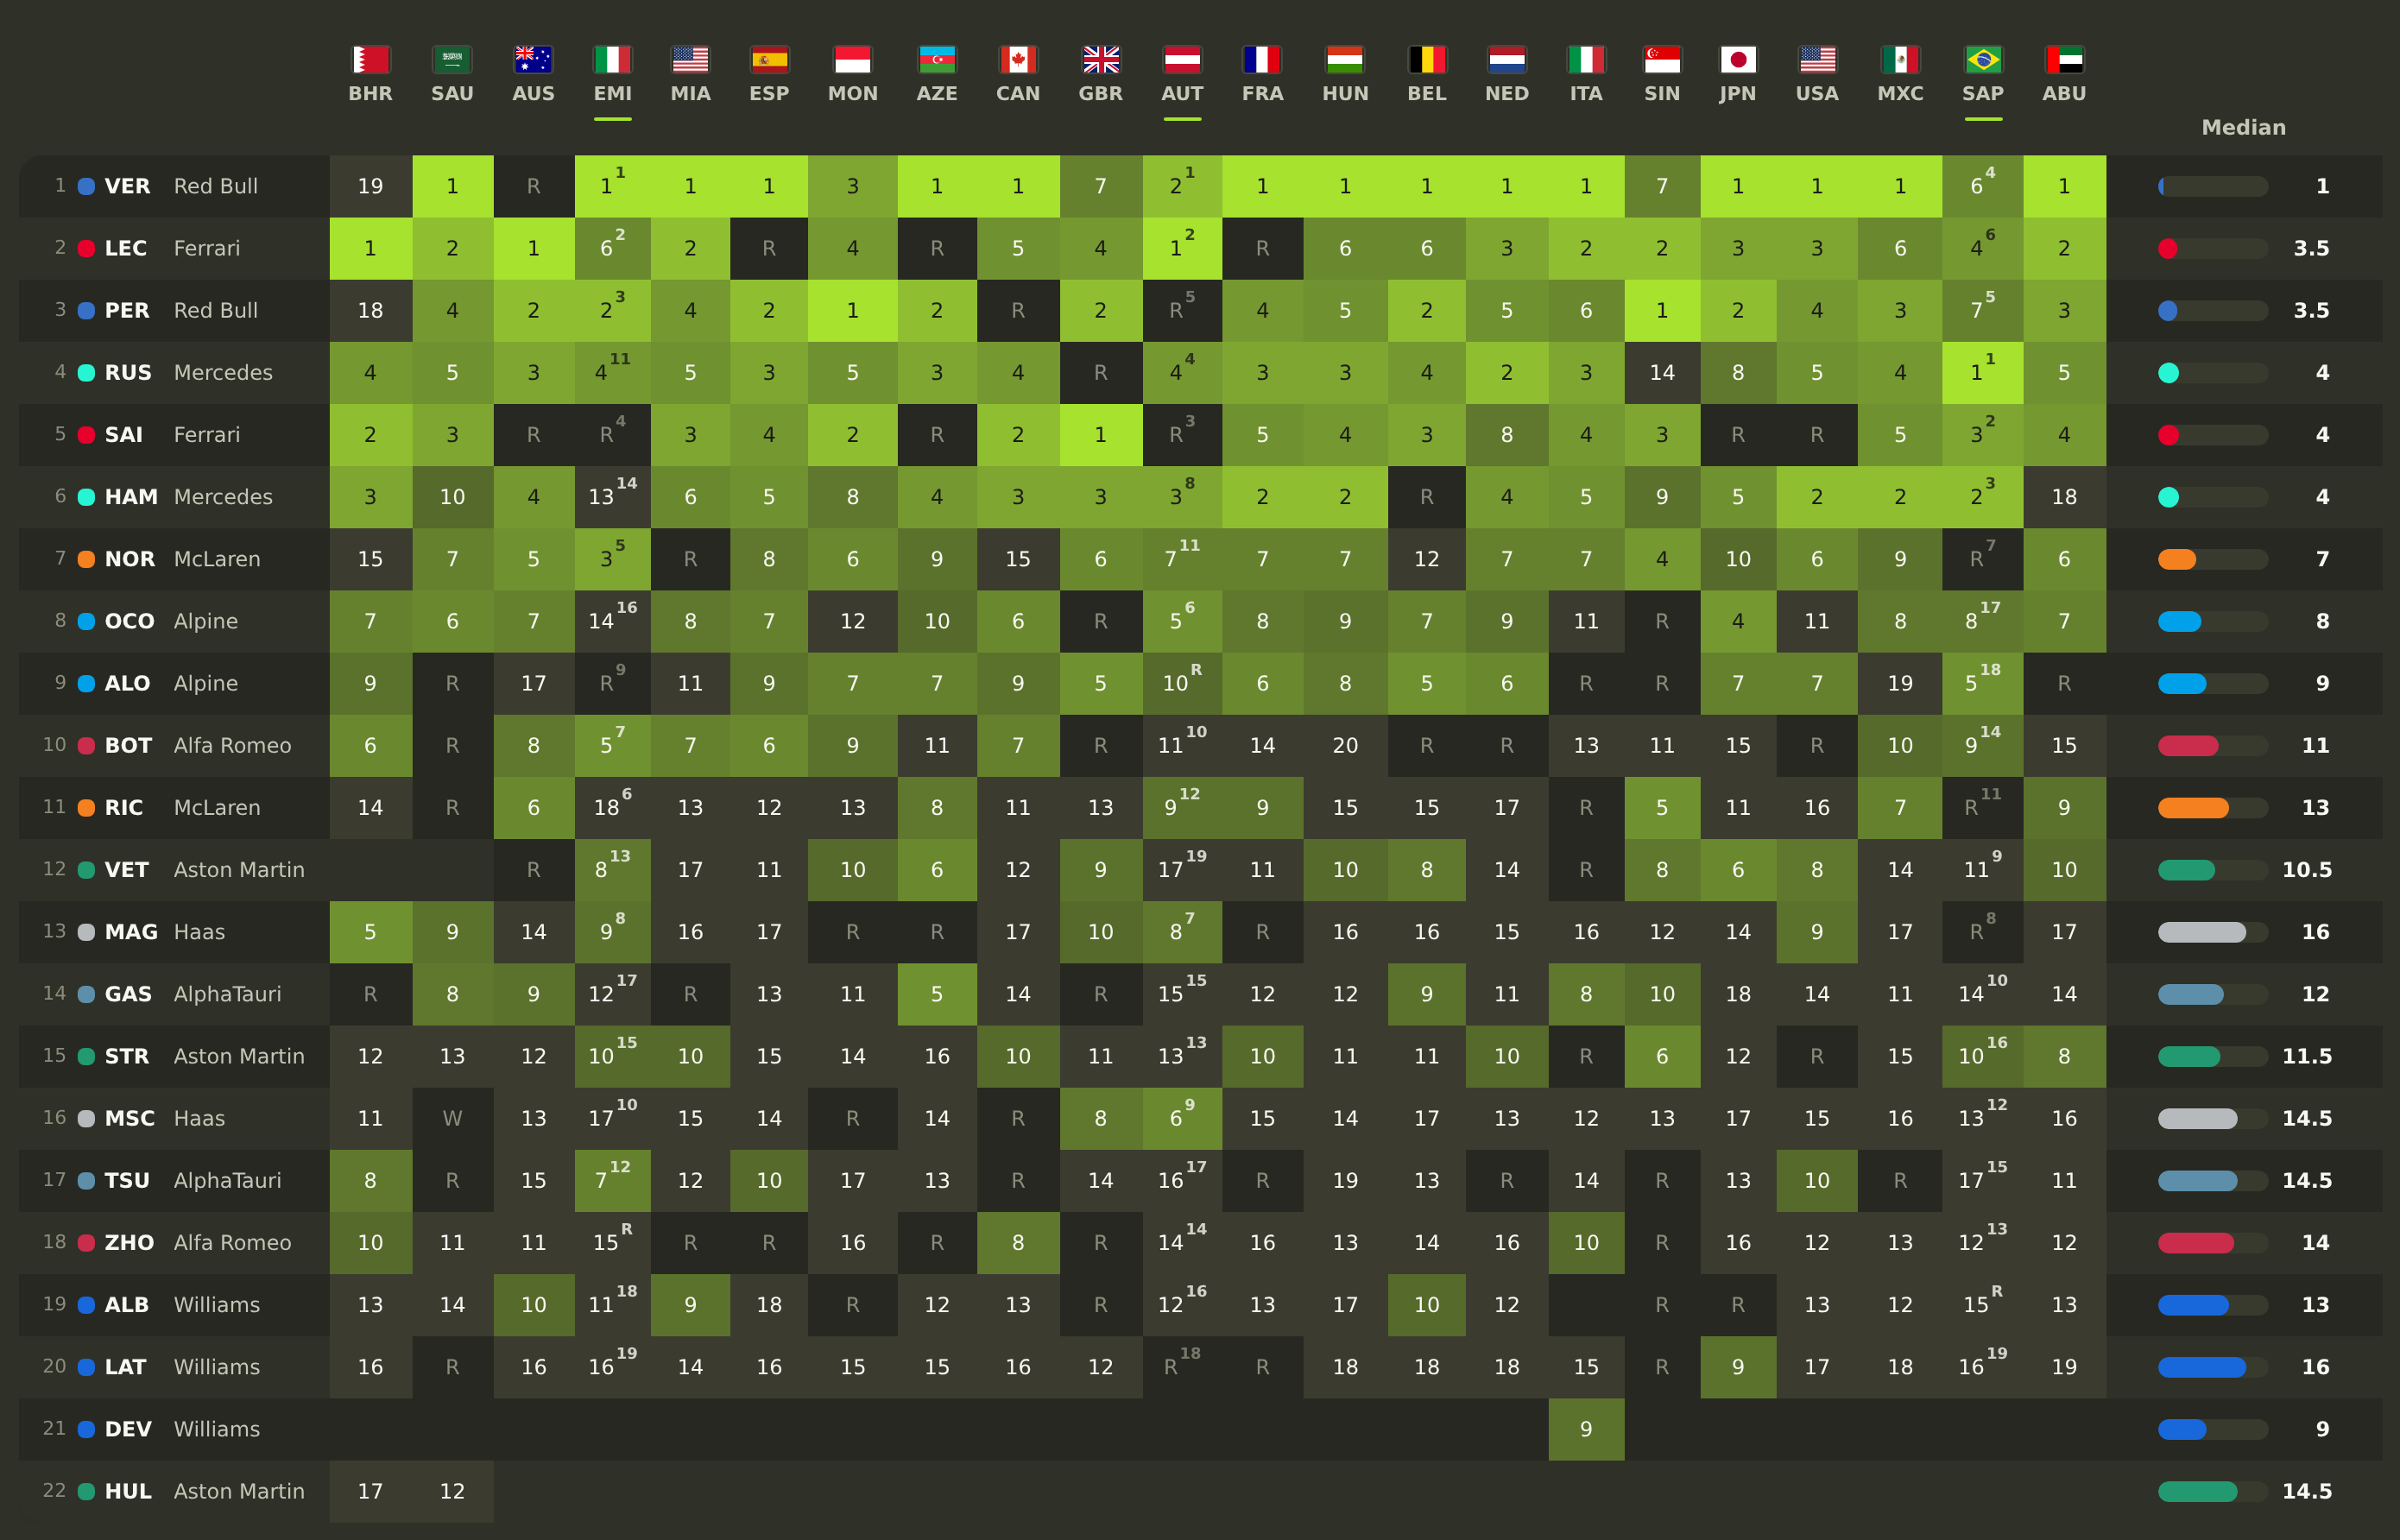 BHR SAU AUS EMI MIA ESP MON AZE CAN GBR AUT FRA HUN BEL NED ITA SIN JPN USA MXC SAP ABU
Median
1 VER Red Bull 19 1 R 1 1 1 1 3 1 1 7 2 1 1 1 1 1 1 7 1 1 1 6 4 1 1
2 LEC Ferrari 1 2 1 6 2 2 R 4 R 5 4 1 2 R 6 6 3 2 2 3 3 6 4 6 2 3.5
3 PER Red Bull 18 4 2 2 3 4 2 1 2 R 2 R 5 4 5 2 5 6 1 2 4 3 7 5 3 3.5
4 RUS Mercedes 4 5 3 4 11 5 3 5 3 4 R 4 4 3 3 4 2 3 14 8 5 4 1 1 5 4
5 SAI Ferrari 2 3 R R 4 3 4 2 R 2 1 R 3 5 4 3 8 4 3 R R 5 3 2 4 4
6 HAM Mercedes 3 10 4 13 14 6 5 8 4 3 3 3 8 2 2 R 4 5 9 5 2 2 2 3 18 4
7 NOR McLaren 15 7 5 3 5 R 8 6 9 15 6 7 11 7 7 12 7 7 4 10 6 9 R 7 6 7
8 OCO Alpine 7 6 7 14 16 8 7 12 10 6 R 5 6 8 9 7 9 11 R 4 11 8 8 17 7 8
9 ALO Alpine 9 R 17 R 9 11 9 7 7 9 5 10 R 6 8 5 6 R R 7 7 19 5 18 R 9
10 BOT Alfa Romeo 6 R 8 5 7 7 6 9 11 7 R 11 10 14 20 R R 13 11 15 R 10 9 14 15 11
11 RIC McLaren 14 R 6 18 6 13 12 13 8 11 13 9 12 9 15 15 17 R 5 11 16 7 R 11 9 13
12 VET Aston Martin R 8 13 17 11 10 6 12 9 17 19 11 10 8 14 R 8 6 8 14 11 9 10 10.5
13 MAG Haas 5 9 14 9 8 16 17 R R 17 10 8 7 R 16 16 15 16 12 14 9 17 R 8 17 16
14 GAS AlphaTauri R 8 9 12 17 R 13 11 5 14 R 15 15 12 12 9 11 8 10 18 14 11 14 10 14 12
15 STR Aston Martin 12 13 12 10 15 10 15 14 16 10 11 13 13 10 11 11 10 R 6 12 R 15 10 16 8 11.5
16 MSC Haas 11 W 13 17 10 15 14 R 14 R 8 6 9 15 14 17 13 12 13 17 15 16 13 12 16 14.5
17 TSU AlphaTauri 8 R 15 7 12 12 10 17 13 R 14 16 17 R 19 13 R 14 R 13 10 R 17 15 11 14.5
18 ZHO Alfa Romeo 10 11 11 15 R R R 16 R 8 R 14 14 16 13 14 16 10 R 16 12 13 12 13 12 14
19 ALB Williams 13 14 10 11 18 9 18 R 12 13 R 12 16 13 17 10 12 R R 13 12 15 R 13 13
20 LAT Williams 16 R 16 16 19 14 16 15 15 16 12 R 18 R 18 18 18 15 R 9 17 18 16 19 19 16
21 DEV Williams 9 9
22 HUL Aston Martin 17 12 14.5